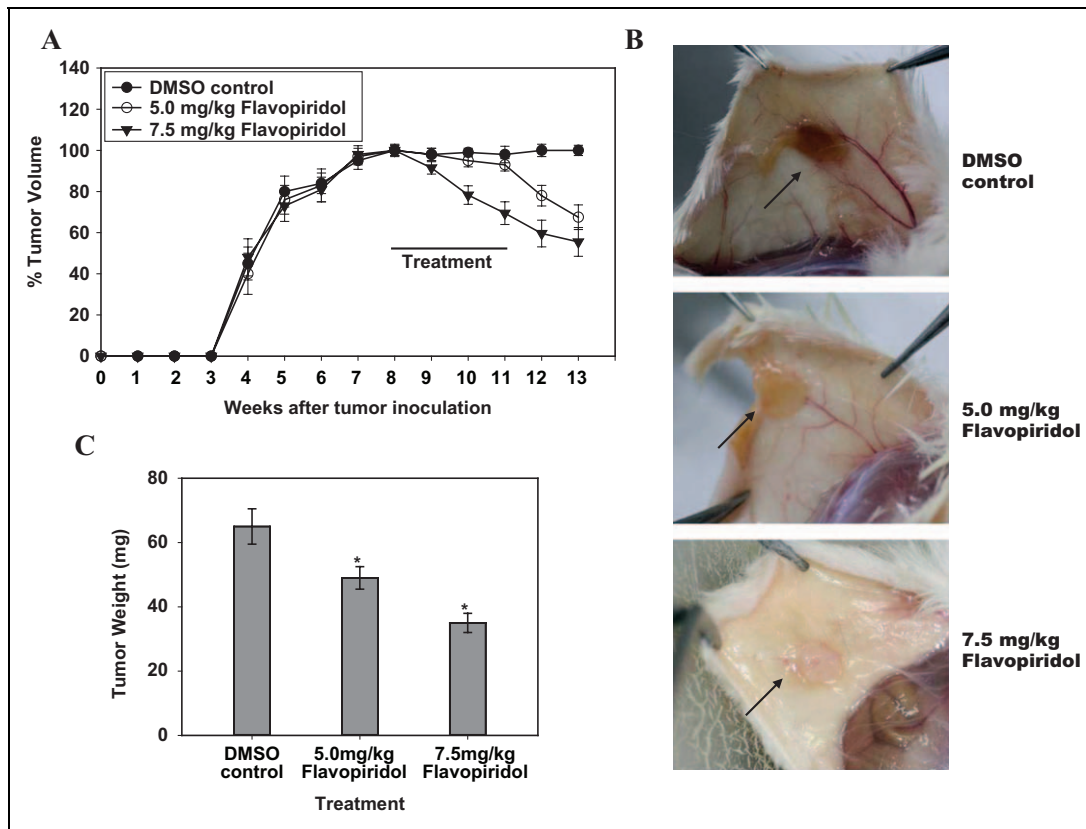 A
140
120
100
80
60
40
20
0
% Tumor Volume
DMSO control
5.0 mg/kg Flavopiridol
7.5 mg/kg Flavopiridol
Treatment
0 1 2 3 4 5 6 7 8 9 10 11 12 13
Weeks after tumor inoculation
B
DMSO
control
5.0 mg/kg
Flavopiridol
7.5 mg/kg
Flavopiridol
C
80
60
40
20
0
Tumor Weight (mg)
*
*
DMSO
control
5.0mg/kg
Flavopiridol
7.5mg/kg
Flavopiridol
Treatment